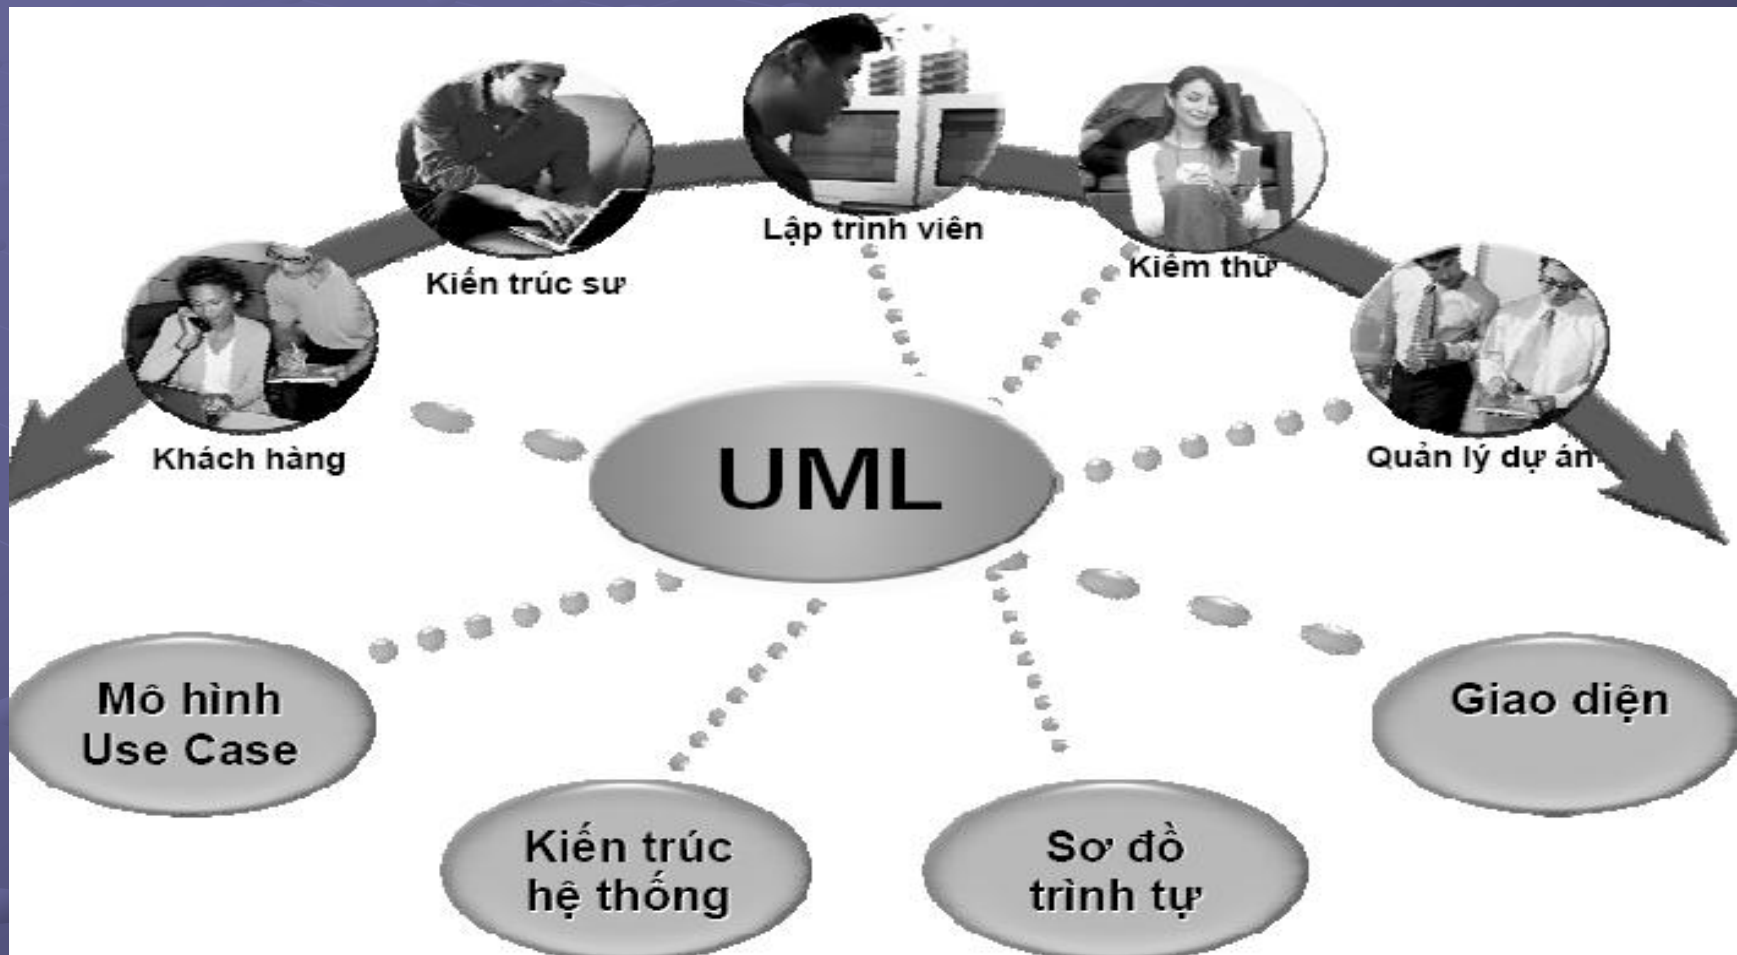 Lập trình viên
Kiến trúc sư
Kiểm thử
Khách hàng
Quản lý dự án
UML
Mô hình
Use Case
Giao diện
Kiến trúc
hệ thống
Sơ đồ
trình tự